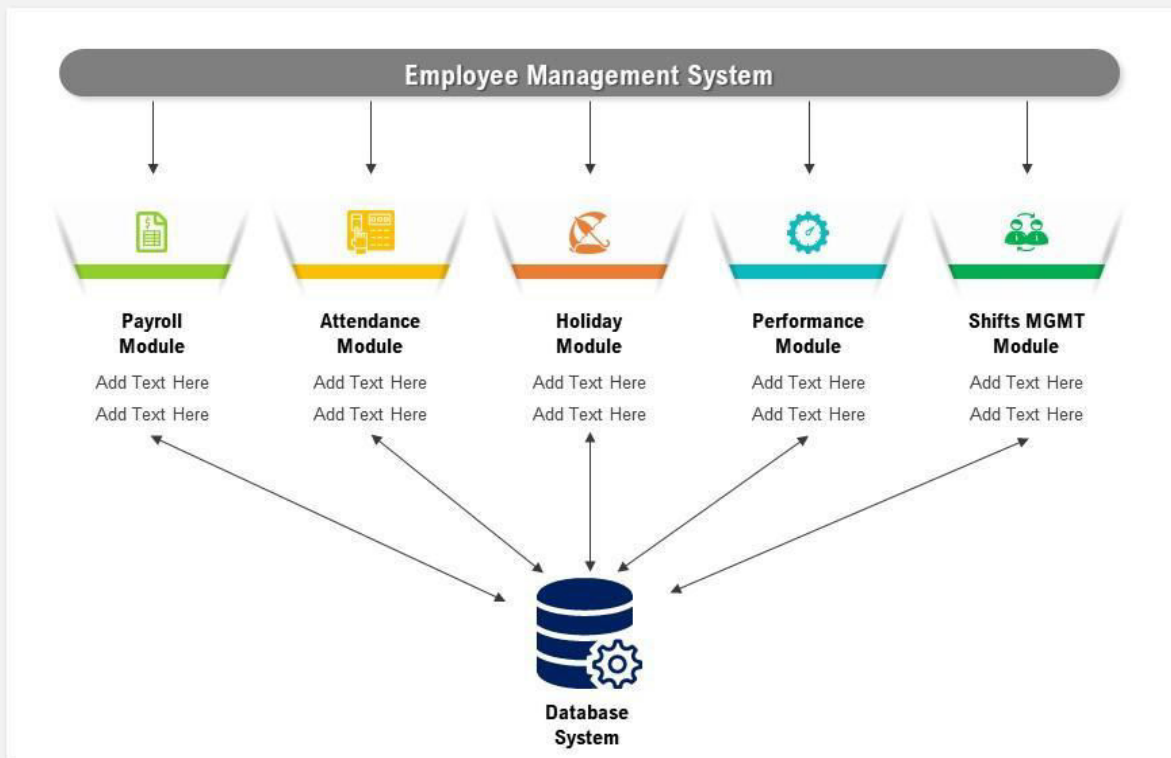 Employee Management System
Payroll
Module
Add Text Here
Add Text Here
Attendance
Module
Add Text Here
Add Text Here
Holiday
Module
Add Text Here
Add Text Here
Performance
Module
Add Text Here
Add Text Here
Shifts MGMT
Module
Add Text Here
Add Text Here
Database
System